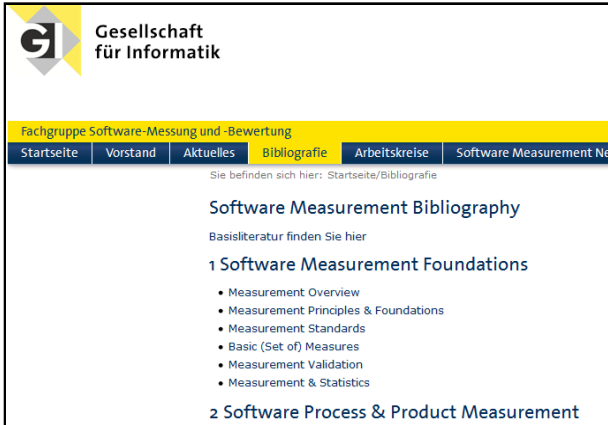 GI
Gesellschaft
für Informatik
Fachgruppe Software-Messung und -Bewertung
Startseite Vorstand Aktuelles Bibliografie Arbeitskreise Software Measurement Ne
Sie befinden sich hier: Startseite/Bibliografie
Software Measurement Bibliography
Basisliteratur finden Sie hier
1 Software Measurement Foundations
• Measurement Overview
• Measurement Principles & Foundations
• Measurement Standards
• Basic (Set of) Measures
• Measurement Validation
• Measurement & Statistics
2 Software Process & Product Measurement